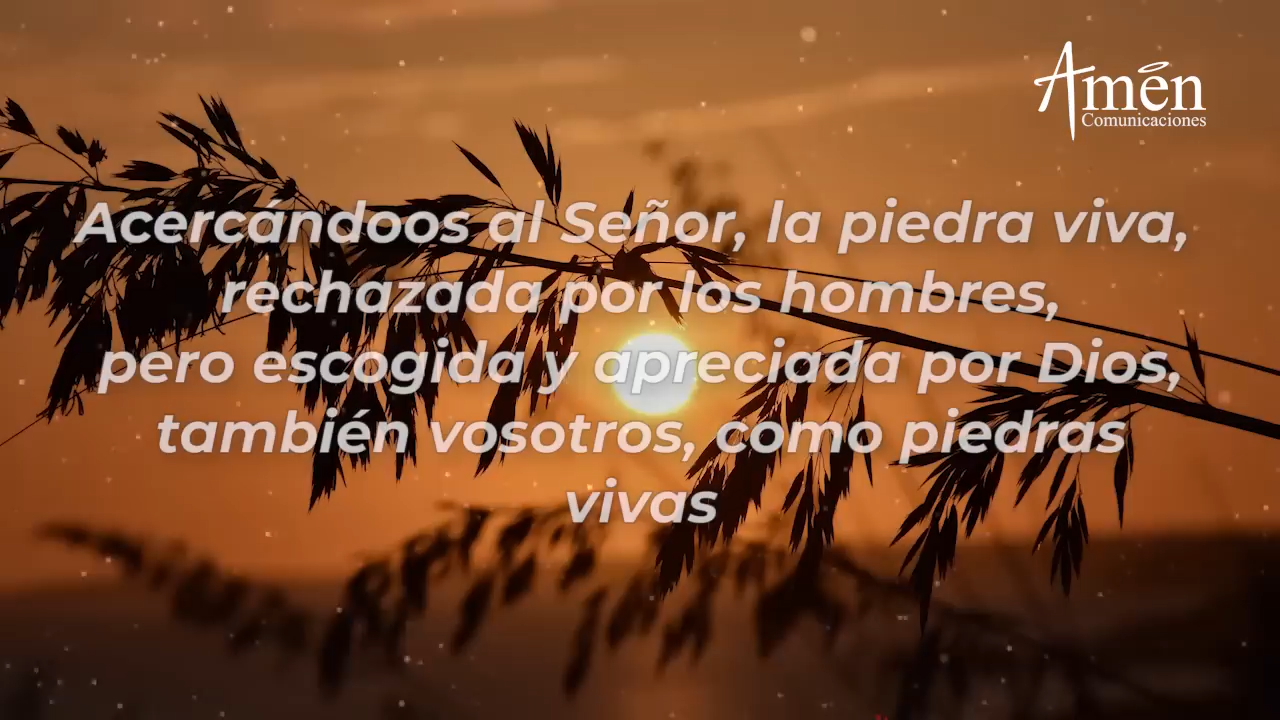 Amén
Comunicaciones
Acercándoos al Señor, la piedra viva,
rechazada por los hombres,
pero escogida y apreciada por Dios,
también vosotros, como piedras
vivas